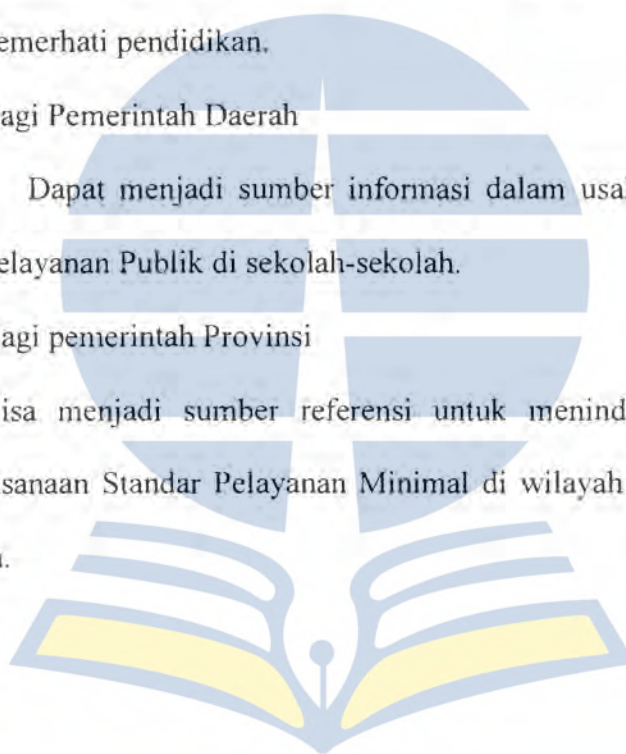 emerhati pendidikan.
agi Pemerintah Daerah
Dapat menjadi sumber informasi dalam usa
elayanan Publik di sekolah-sekolah.
agi pemerintah Provinsi
isa menjadi sumber referensi untuk menind
sanaan Standar Pelayanan Minimal di wilayah